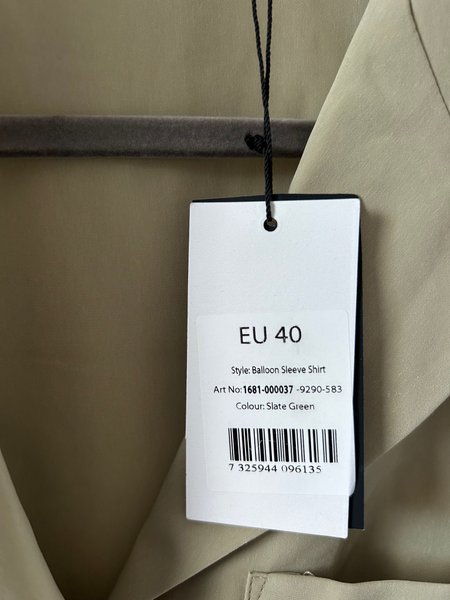 EU 40
Style: Balloon Sleeve Shirt
Art No:1681-000037 -9290-583
Colour: Slate Green
7 325944 096135